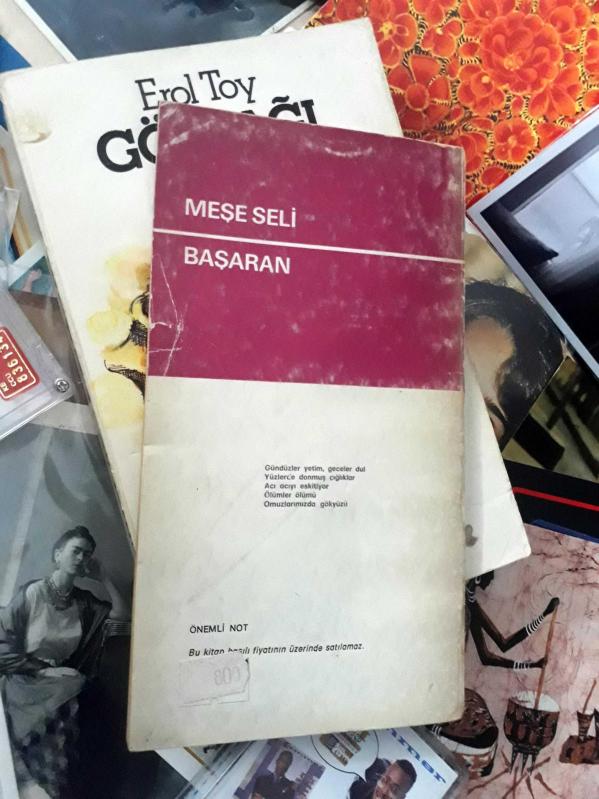 Erol Toy
MEŞE SELİ
BAŞARAN
Gündüzler yetim, geceler dul
Yüzlerce donmuş çığlıklar
Acı acıyı eskitiyor
Ölümler ölümü
Omuzlarımızda gökyüzü
ÖNEMLİ NOT
Bu kitap basılı fiyatının üzerinde satılamaz.
800